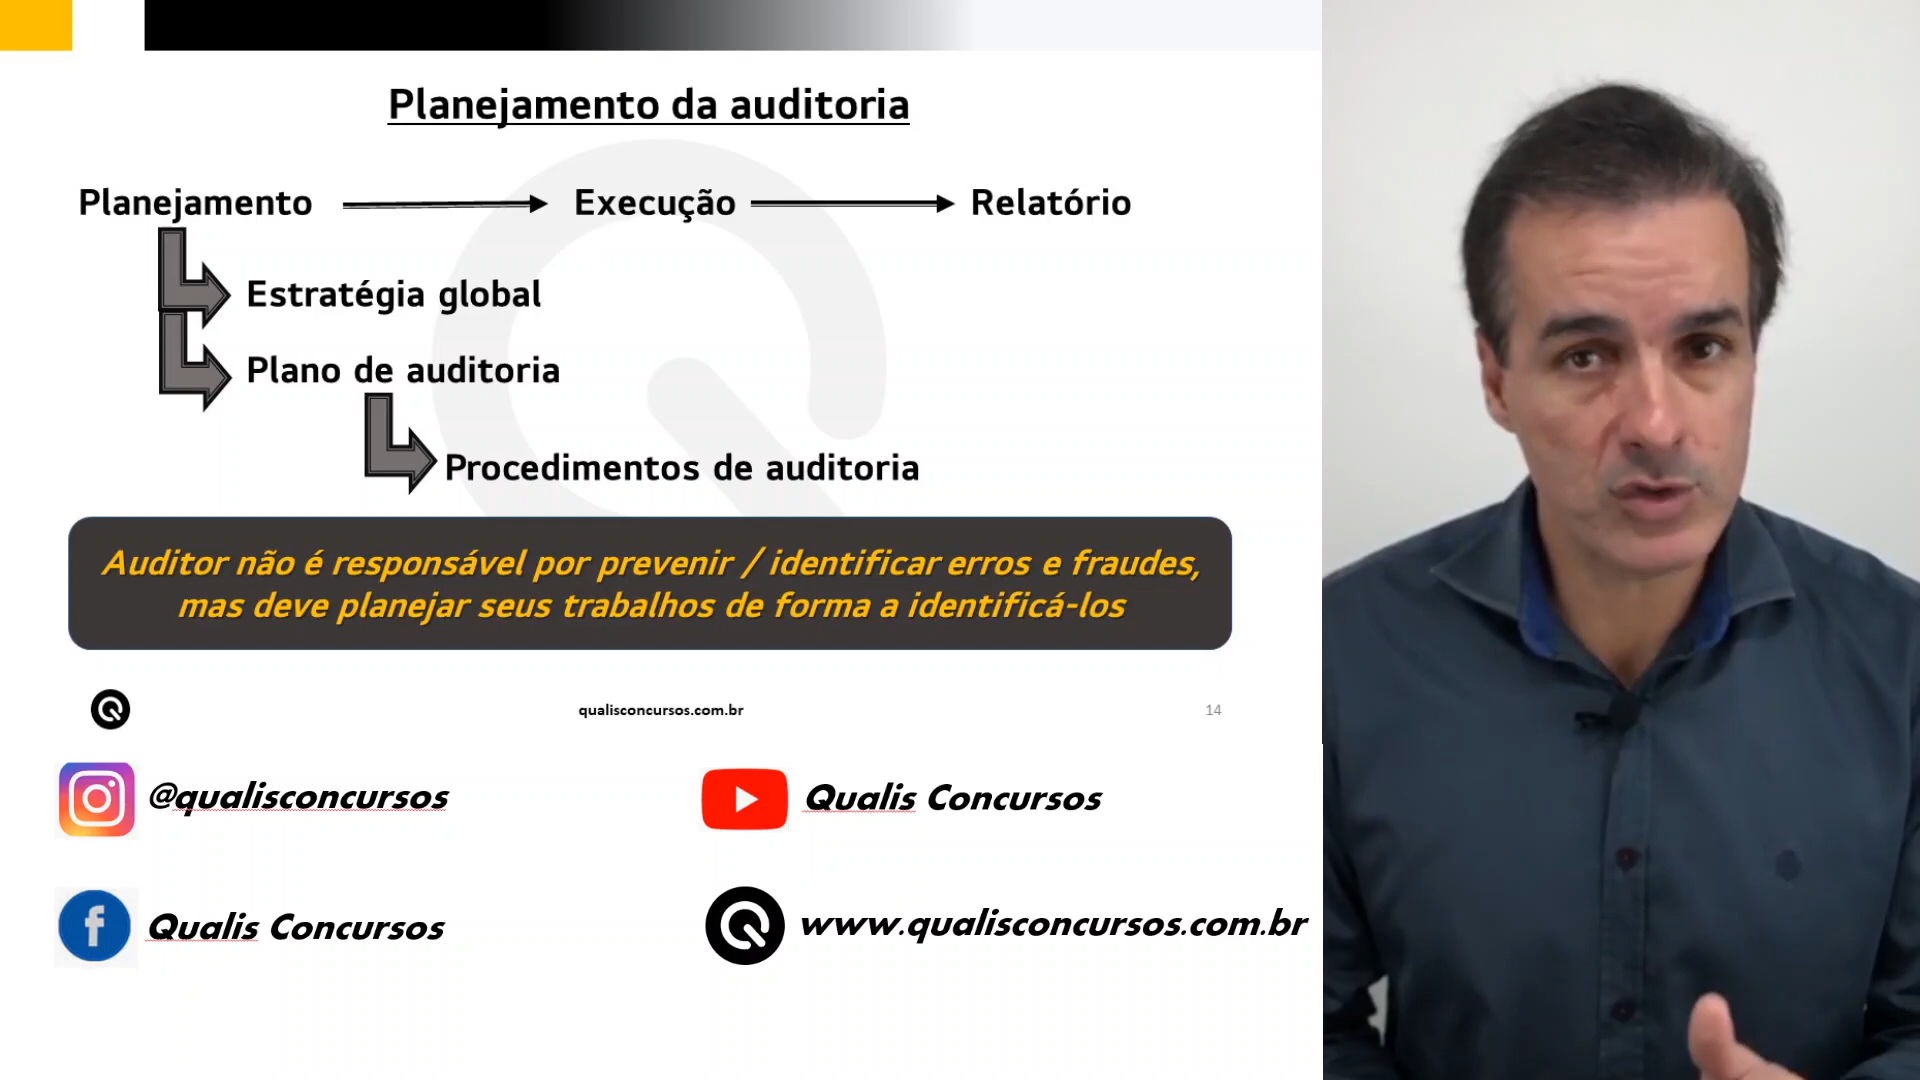 Planejamento da auditoria
Planejamento Execução Relatório
Estratégia global
Plano de auditoria
Procedimentos de auditoria
Auditor não é responsável por prevenir / identificar erros e fraudes,
mas deve planejar seus trabalhos de forma a identificá-los
qualisconcursos.com.br 14
@qualisconcursos Qualis Concursos
Qualis Concursos www.qualisconcursos.com.br